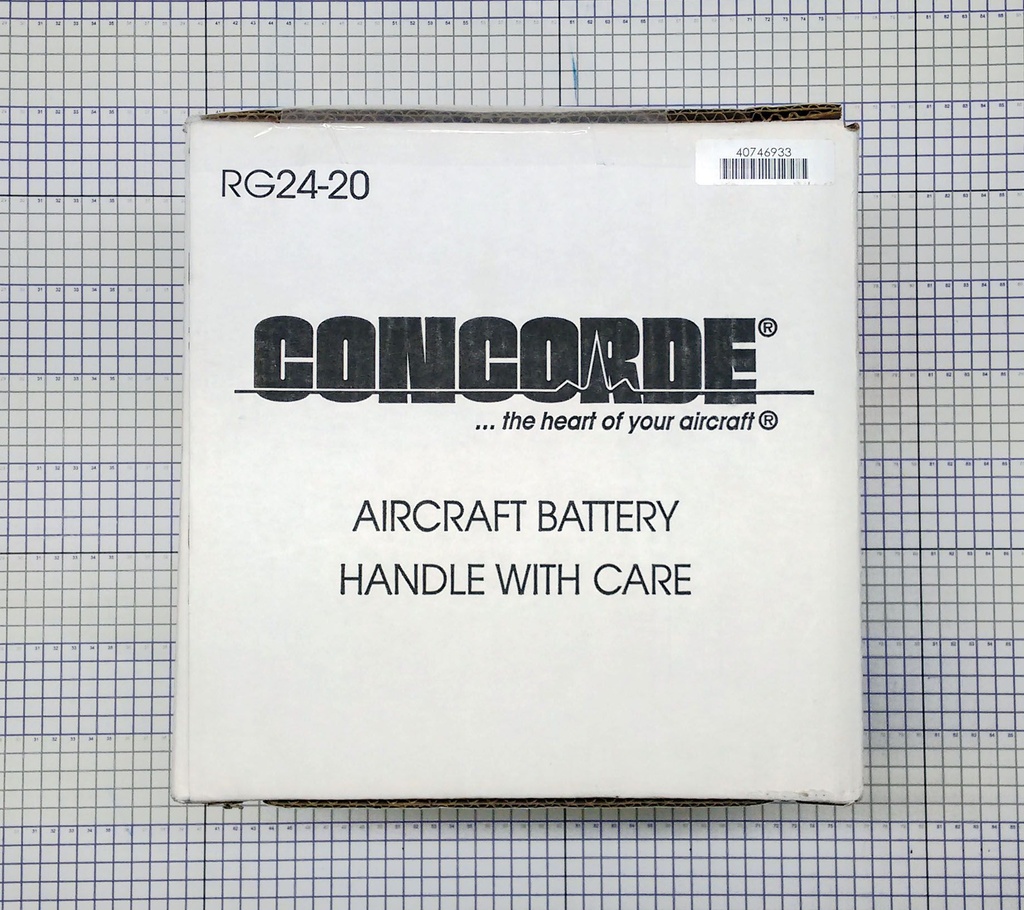 40746933
RG24-20
CONCORDE®
... the heart of your aircraft®
AIRCRAFT BATTERY
HANDLE WITH CARE